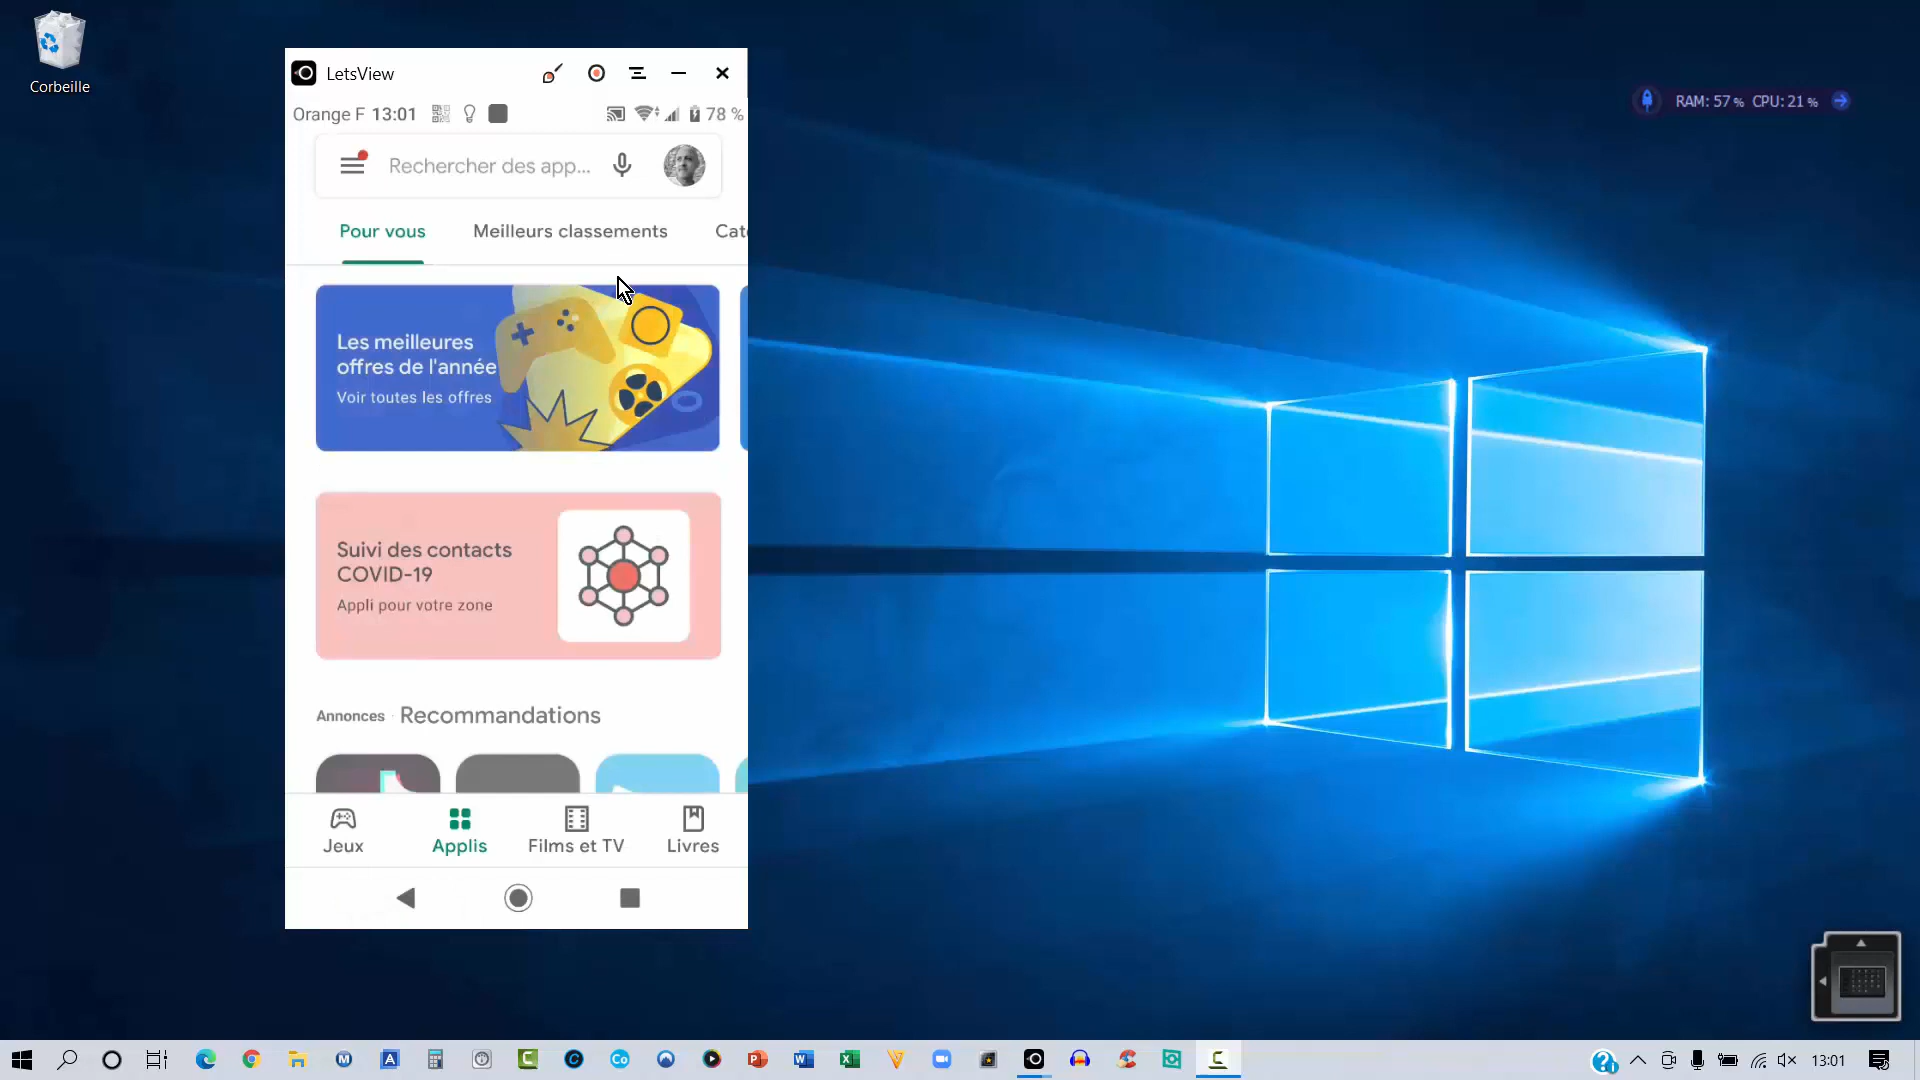 Corbeille
LetsView
Orange F 13:01
78 %
Rechercher des app...
Pour vous
Meilleurs classements
Cat
Les meilleures
offres de l'année
Voir toutes les offres
Suivi des contacts
COVID-19
Appli pour votre zone
Annonces · Recommandations
Jeux
Applis
Films et TV
Livres
RAM: 57 % CPU: 21 %
13:01